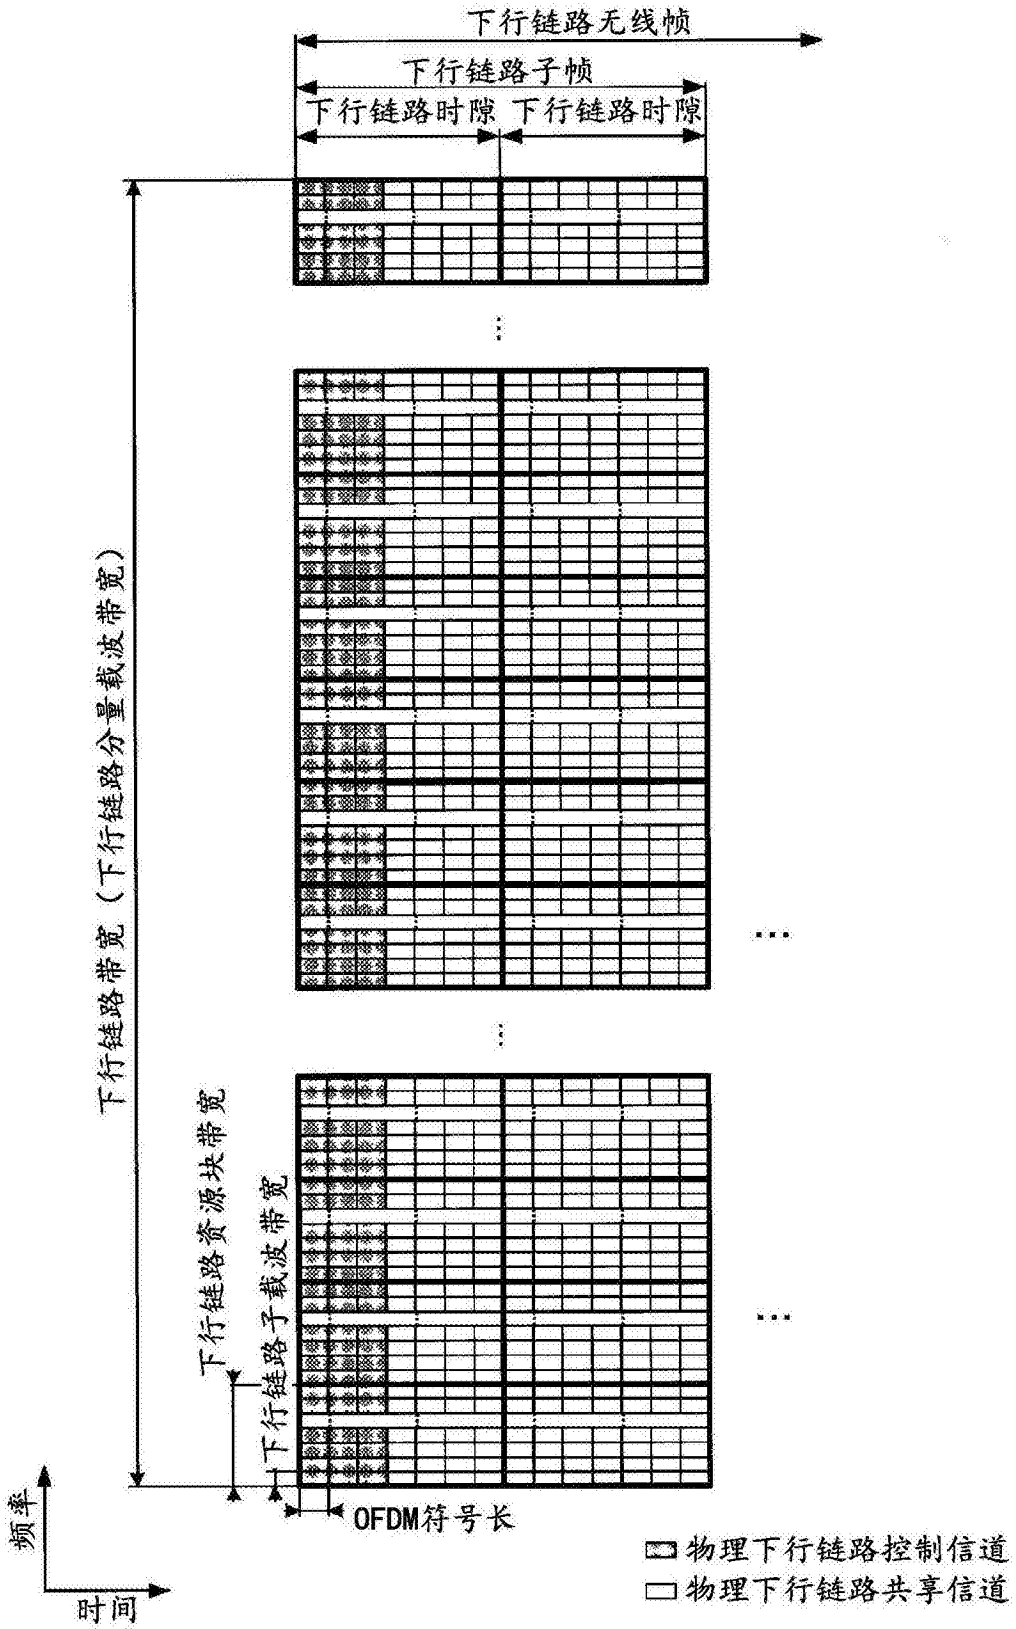 下行链路无线帧
下行链路子帧
下行链路时隙 下行链路时隙
下行链路带宽（下行链路分量载波带宽）
下行链路资源块带宽
下行链路子载波带宽
OFDM符号长
频率
时间
物理下行链路控制信道
物理下行链路共享信道